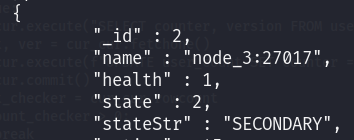 {
"_id" : 2,
"name" : "node_3:27017",
"health" : 1,
"state" : 2,
"stateStr" : "SECONDARY",